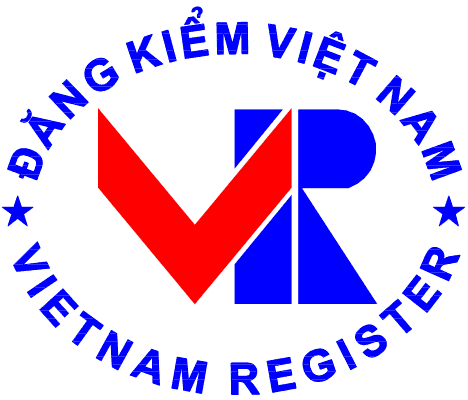 ĐĂNG KIỂM VIỆT NAM
VR
VIETNAM REGISTER